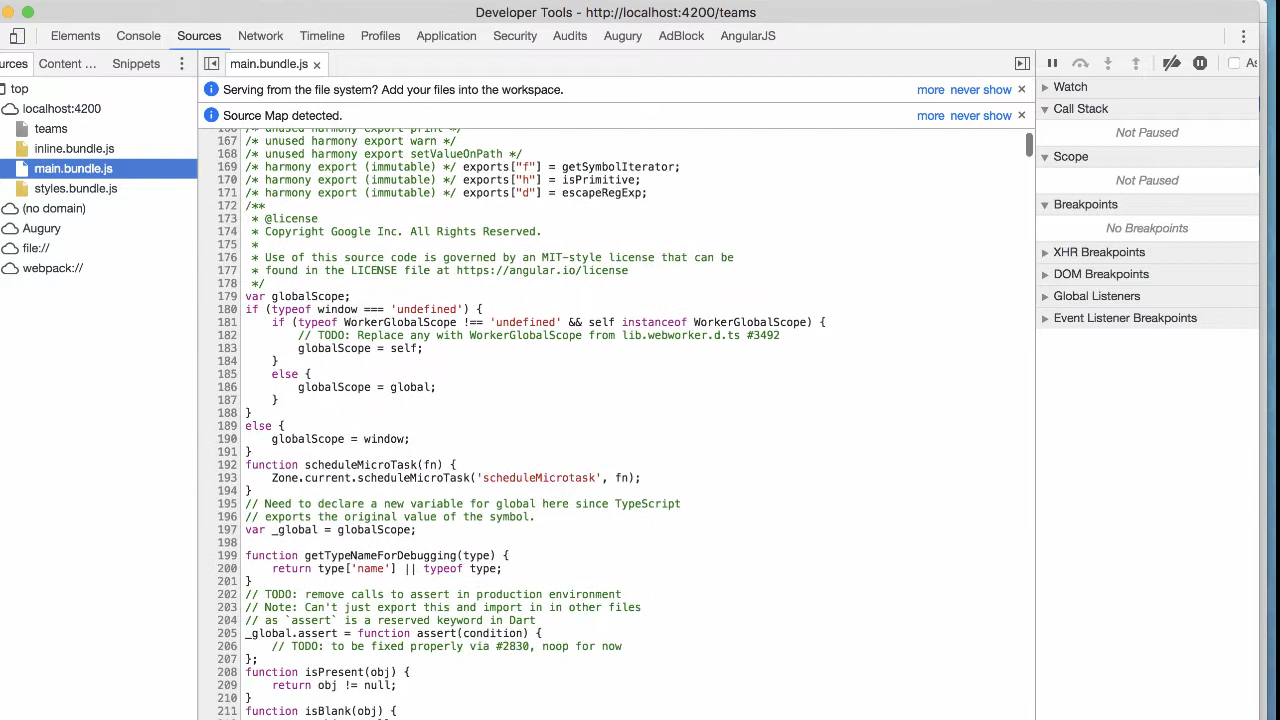 Developer Tools - http://localhost:4200/teams
Elements Console Sources Network Timeline Profiles Application Security Audits Augury AdBlock AngularJS
urces Content ... Snippets
main.bundle.js ×
As
top
localhost:4200
teams
inline.bundle.js
main.bundle.js
styles.bundle.js
(no domain)
Augury
file://
webpack://
Serving from the file system? Add your files into the workspace. more never show ×
Source Map detected. more never show ×
166 /* unused harmony export print */
167 /* unused harmony export warn */
168 /* unused harmony export setValueOnPath */
169 /* harmony export (immutable) */ exports["f"] = getSymbolIterator;
170 /* harmony export (immutable) */ exports["h"] = isPrimitive;
171 /* harmony export (immutable) */ exports["d"] = escapeRegExp;
172 /**
173 * @license
174 * Copyright Google Inc. All Rights Reserved.
175 *
176 * Use of this source code is governed by an MIT-style license that can be
177 * found in the LICENSE file at https://angular.io/license
178 */
179 var globalScope;
180 if (typeof window === 'undefined') {
181 if (typeof WorkerGlobalScope !== 'undefined' && self instanceof WorkerGlobalScope) {
182 // TODO: Replace any with WorkerGlobalScope from lib.webworker.d.ts #3492
183 globalScope = self;
184 }
185 else {
186 globalScope = global;
187 }
188 }
189 else {
190 globalScope = window;
191 }
192 function scheduleMicroTask(fn) {
193 Zone.current.scheduleMicroTask('scheduleMicrotask', fn);
194 }
195 // Need to declare a new variable for global here since TypeScript
196 // exports the original value of the symbol.
197 var _global = globalScope;
198
199 function getTypeNameForDebugging(type) {
200 return type['name'] || typeof type;
201 }
202 // TODO: remove calls to assert in production environment
203 // Note: Can't just export this and import in in other files
204 // as `assert` is a reserved keyword in Dart
205 _global.assert = function assert(condition) {
206 // TODO: to be fixed properly via #2830, noop for now
207 };
208 function isPresent(obj) {
209 return obj != null;
210 }
211 function isBlank(obj) {
Watch
Call Stack
Not Paused
Scope
Not Paused
Breakpoints
No Breakpoints
XHR Breakpoints
DOM Breakpoints
Global Listeners
Event Listener Breakpoints